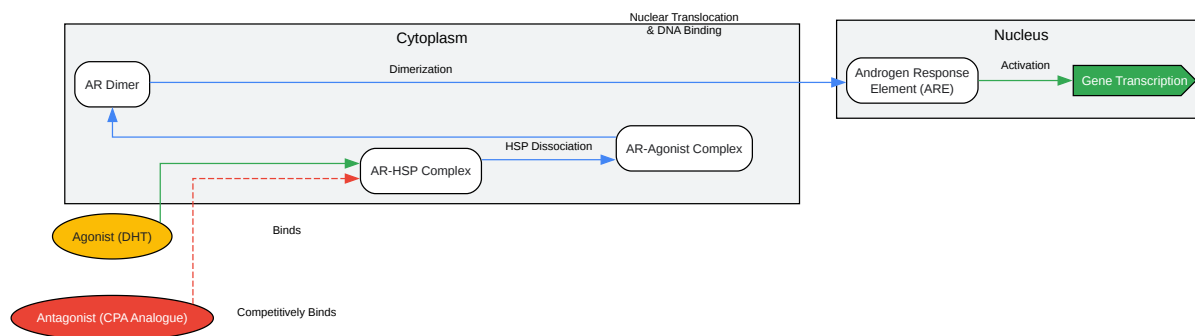 Nuclear Translocation
& DNA Binding
Cytoplasm
Nucleus
AR Dimer
Dimerization
Androgen Response
Element (ARE)
Activation
Gene Transcription
HSP Dissociation
AR-Agonist Complex
AR-HSP Complex
Agonist (DHT)
Binds
Antagonist (CPA Analogue)
Competitively Binds